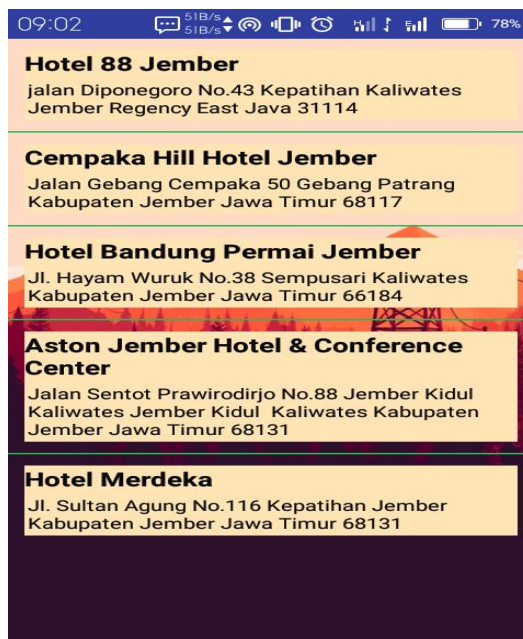 09:02
51B/s
51B/s
78%
Hotel 88 Jember
jalan Diponegoro No.43 Kepatihan Kaliwates
Jember Regency East Java 31114
Cempaka Hill Hotel Jember
Jalan Gebang Cempaka 50 Gebang Patrang
Kabupaten Jember Jawa Timur 68117
Hotel Bandung Permai Jember
Jl. Hayam Wuruk No.38 Sempusari Kaliwates
Kabupaten Jember Jawa Timur 66184
Aston Jember Hotel & Conference
Center
Jalan Sentot Prawirodirjo No.88 Jember Kidul
Kaliwates Jember Kidul Kaliwates Kabupaten
Jember Jawa Timur 68131
Hotel Merdeka
Jl. Sultan Agung No.116 Kepatihan Jember
Kabupaten Jember Jawa Timur 68131